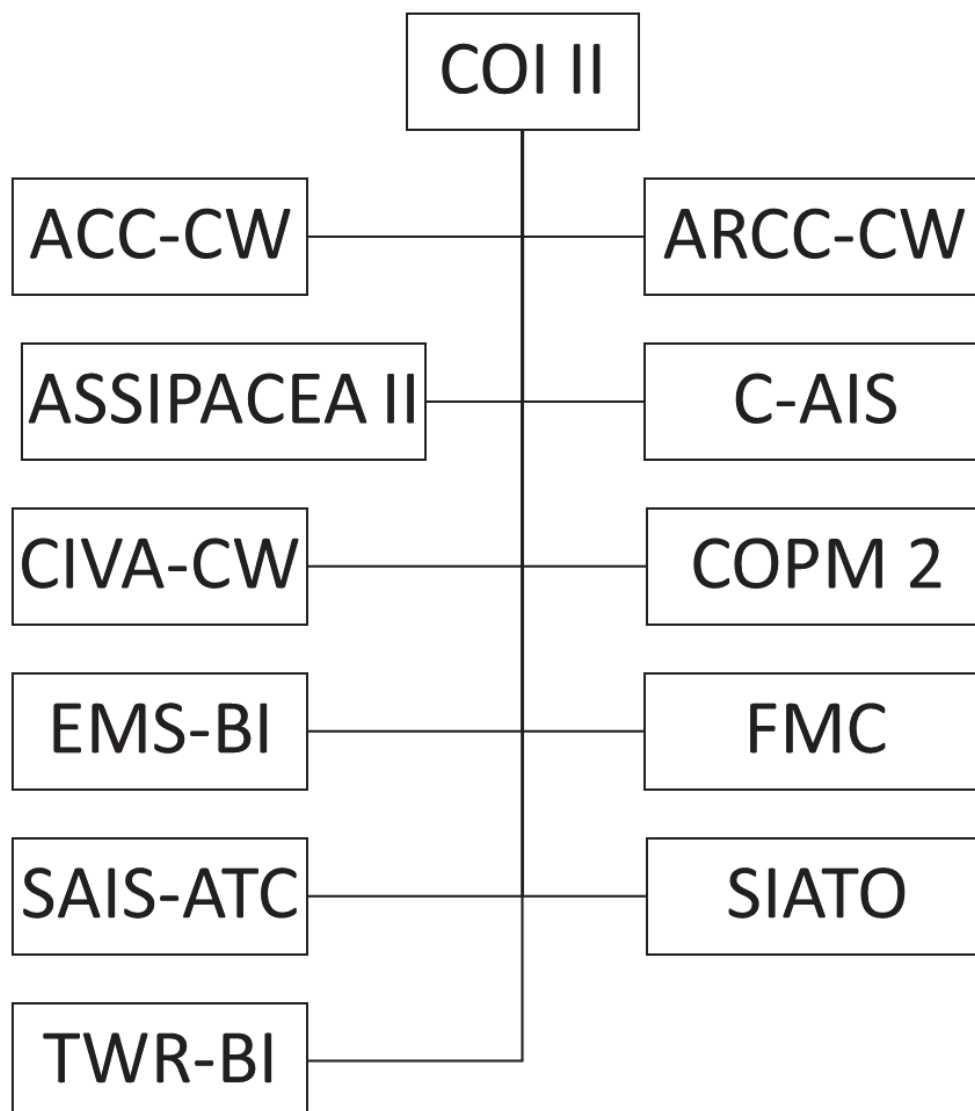 COI II
ACC-CW
ARCC-CW
ASSIPACEA II
C-AIS
CIVA-CW
COPM 2
EMS-BI
FMC
SAIS-ATC
SIATO
TWR-BI